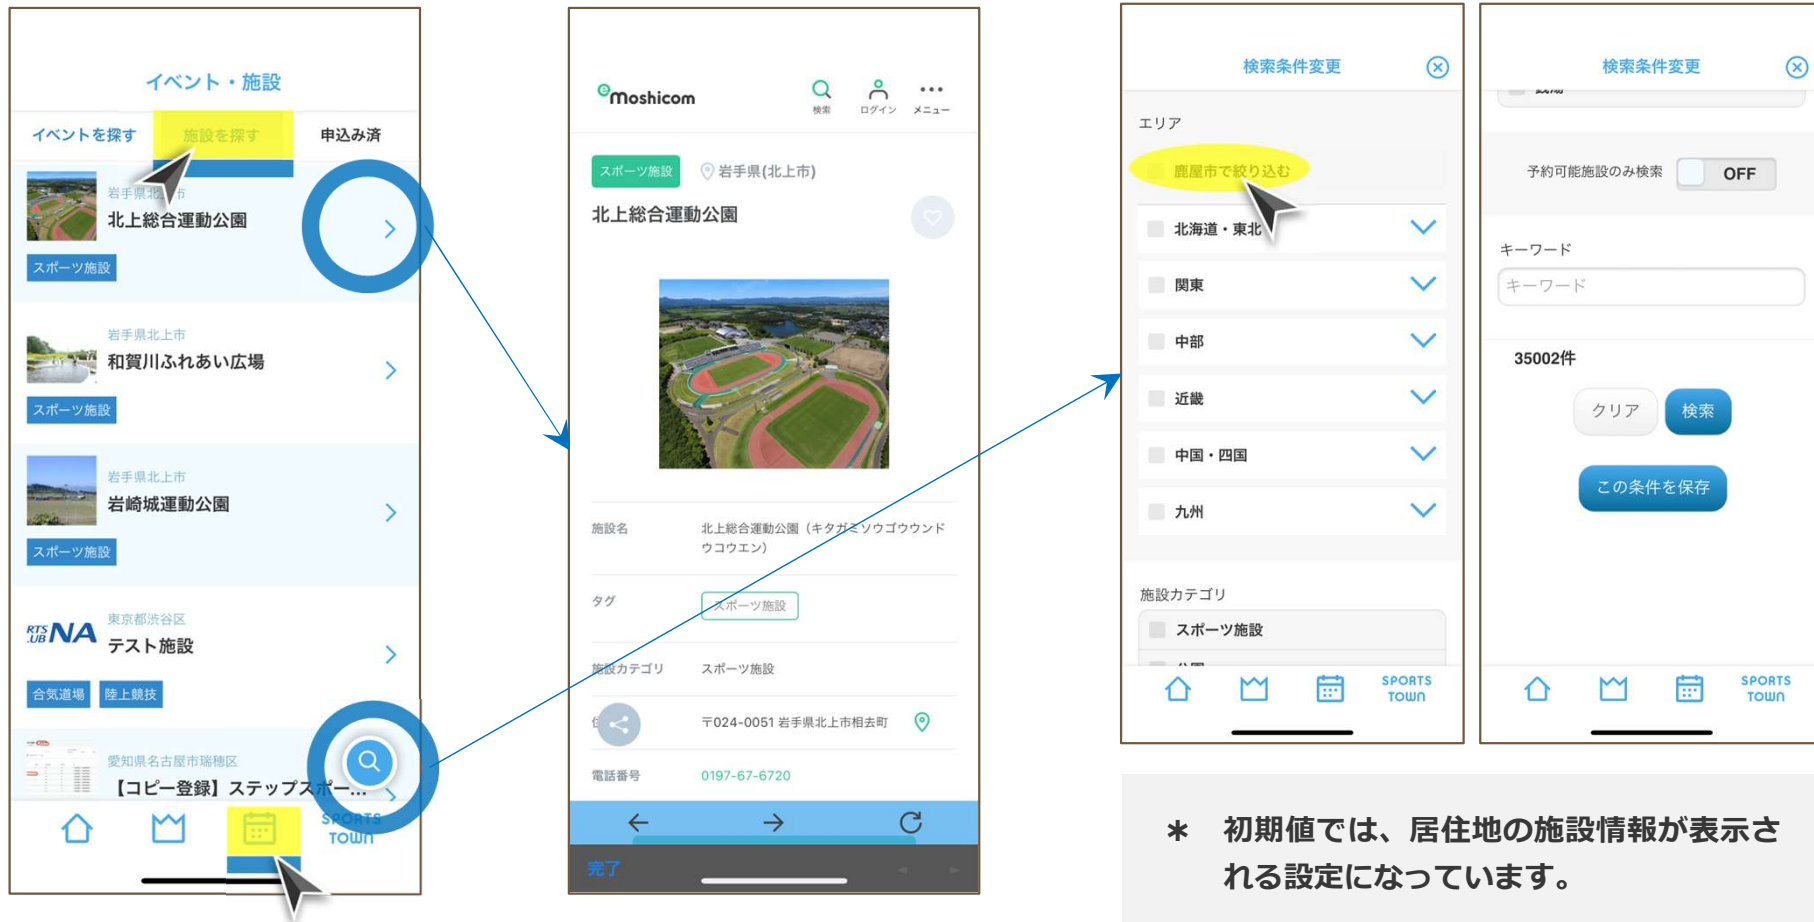 イベント・施設
イベントを探す
施設を探す
申込み済
岩手県北上市
北上総合運動公園
スポーツ施設
岩手県北上市
和賀川ふれあい広場
スポーツ施設
岩手県北上市
岩崎城運動公園
スポーツ施設
東京都渋谷区
テスト施設
合気道場 陸上競技
愛知県名古屋市瑞穂区
【コピー登録】ステップスポー...
SPORTS
TOWN
moshicom
検索 ログイン メニュー
スポーツ施設 岩手県(北上市)
北上総合運動公園
施設名 北上総合運動公園（キタガミソウゴウウンド
ウコウエン）
タグ スポーツ施設
施設カテゴリ スポーツ施設
〒024-0051 岩手県北上市相去町
電話番号 0197-67-6720
完了
検索条件変更
エリア
鹿屋市で絞り込む
北海道・東北
関東
中部
近畿
中国・四国
九州
施設カテゴリ
スポーツ施設
SPORTS
TOWN
検索条件変更
予約可能施設のみ検索 OFF
キーワード
キーワード
35002件
クリア 検索
この条件を保存
SPORTS
TOWN
＊ 初期値では、居住地の施設情報が表示さ
れる設定になっています。